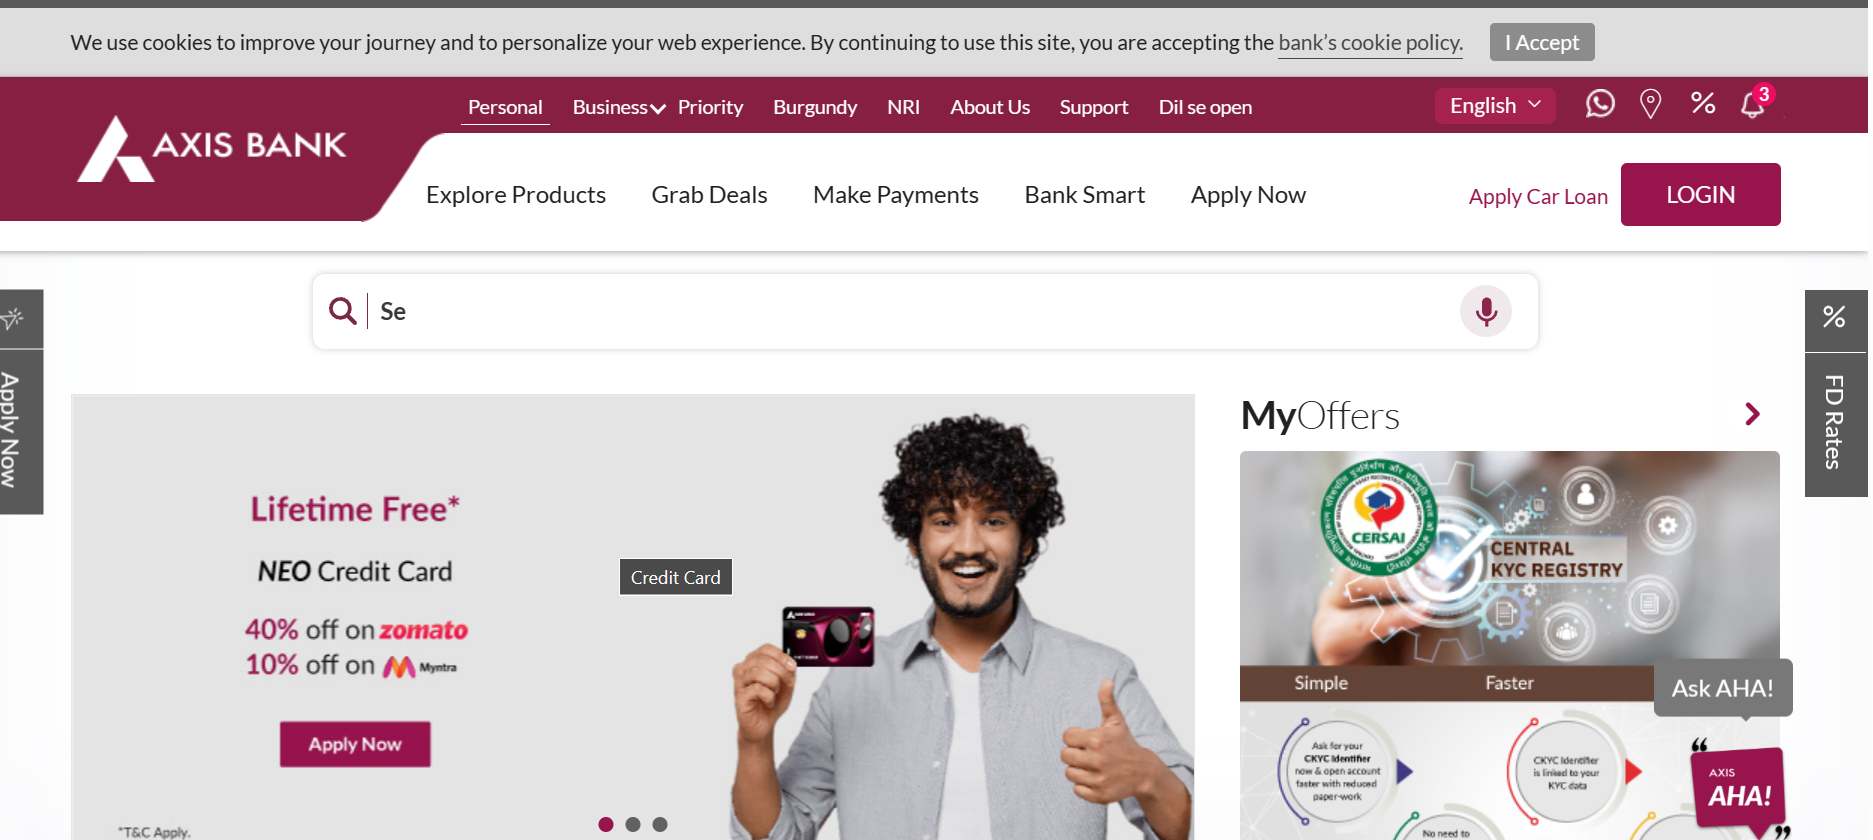 We use cookies to improve your journey and to personalize your web experience. By continuing to use this site, you are accepting the bank's cookie policy. I Accept
Personal Business Priority Burgundy NRI About Us Support Dil se open English 3
AXIS BANK
Explore Products Grab Deals Make Payments Bank Smart Apply Now Apply Car Loan LOGIN
Se
Apply Now
% FD Rates
Lifetime Free*
NEO Credit Card
40% off on zomato
10% off on Myntra
Apply Now
*T&C Apply.
Credit Card
MyOffers
CERSAI
CENTRAL
KYC REGISTRY
Simple Faster
Ask AHA!
Ask for your
CKYC Identifier
now & open account
faster with reduced
paper-work
CKYC Identifier
is linked to your
KYC data
No need to
AXIS
AHA!